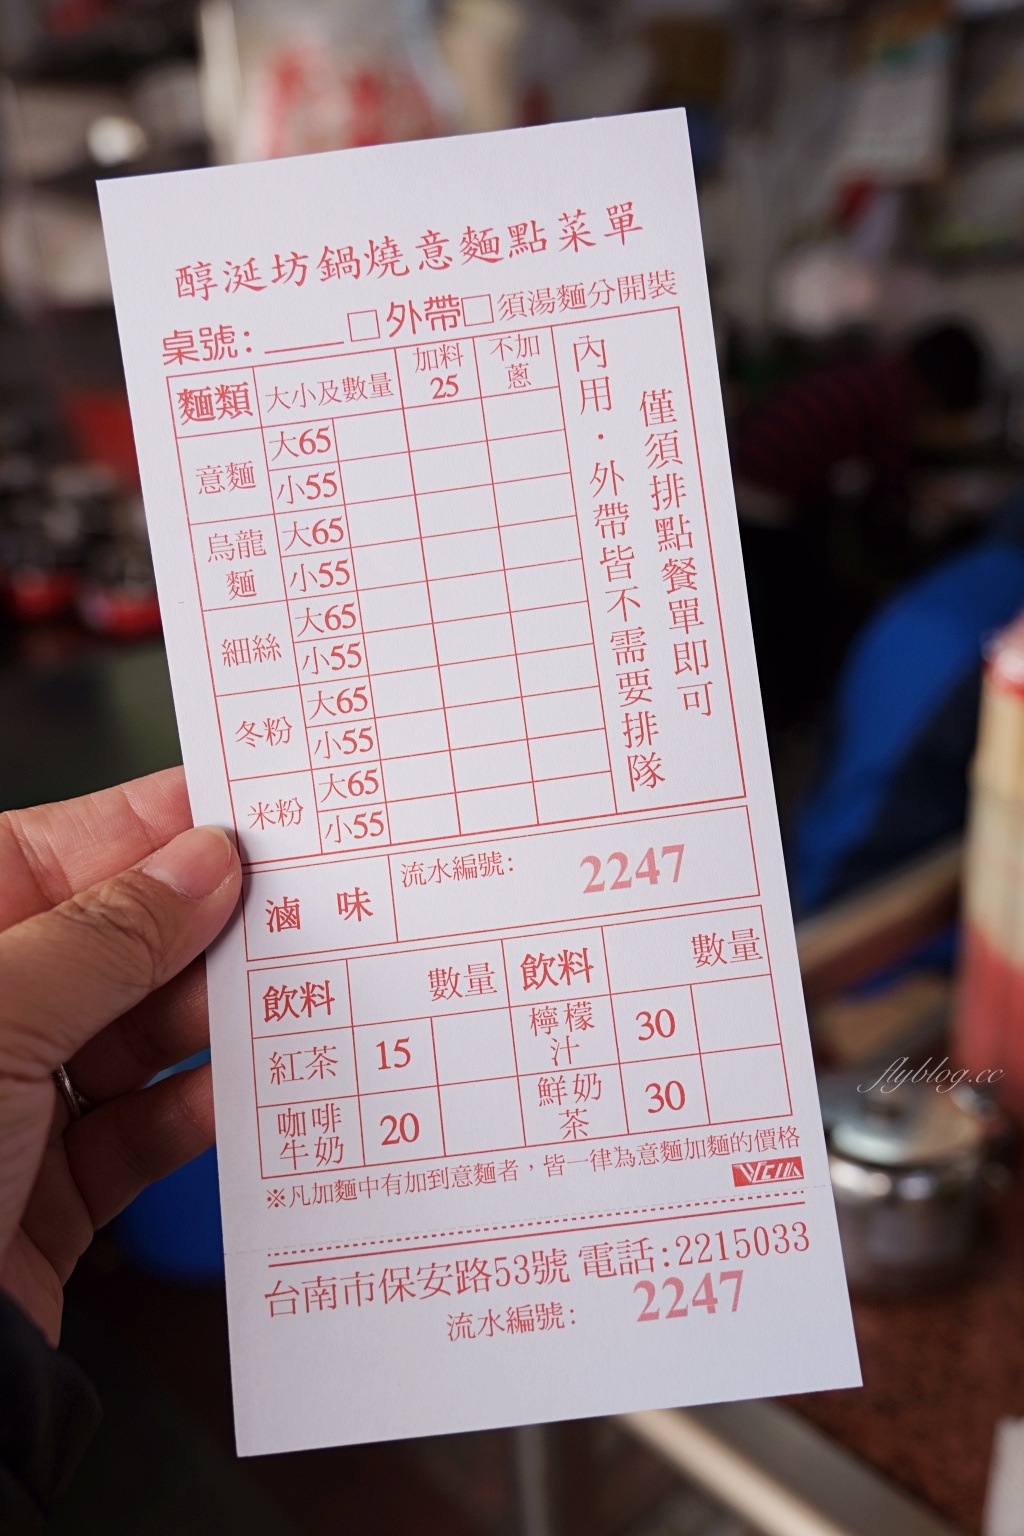 醇涎坊鍋燒意麵點菜單
桌號:____□外帶□須湯麵分開裝
麵類 大小及數量 加料25 不加蔥
意麵 大65
小55
烏龍麵 大65
小55
細絲 大65
小55
冬粉 大65
小55
米粉 大65
小55
內用·外帶皆不需要排隊
僅須排點餐單即可
滷味 流水編號: 2247
飲料 數量 飲料 數量
紅茶 15 檸檬汁 30
咖啡牛奶 20 鮮奶茶 30
※凡加麵中有加到意麵者,皆一律為意麵加麵的價格
台南市保安路53號 電話:2215033
流水編號: 2247
flyblog.cc